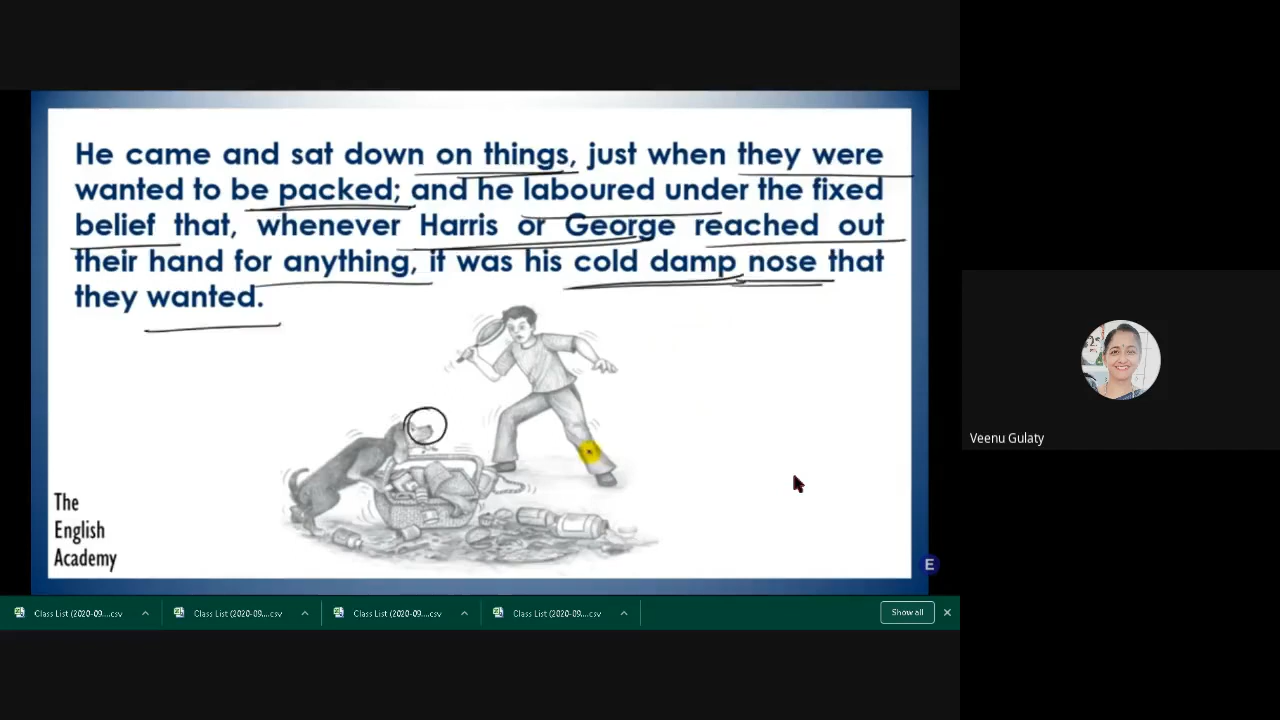 He came and sat down on things, just when they were
wanted to be packed; and he laboured under the fixed
belief that, whenever Harris or George reached out
their hand for anything, it was his cold damp nose that
they wanted.
The
English
Academy
E
Veenu Gulaty
Class List (2020-09....csv
Class List (2020-09....csv
Class List (2020-09....csv
Class List (2020-09....csv
Show all